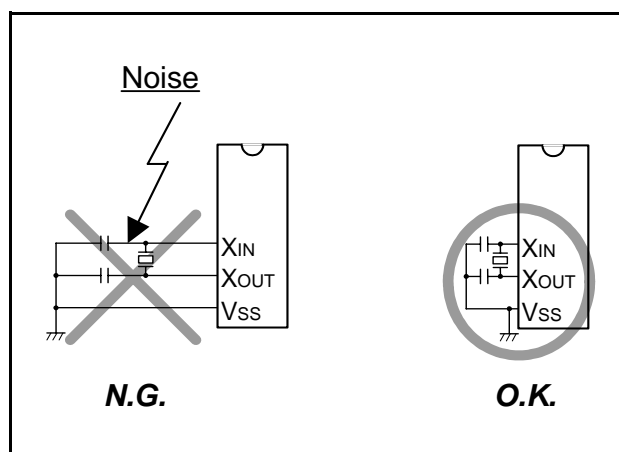 Noise
XIN
XOUT
VSS
N.G.
XIN
XOUT
VSS
O.K.